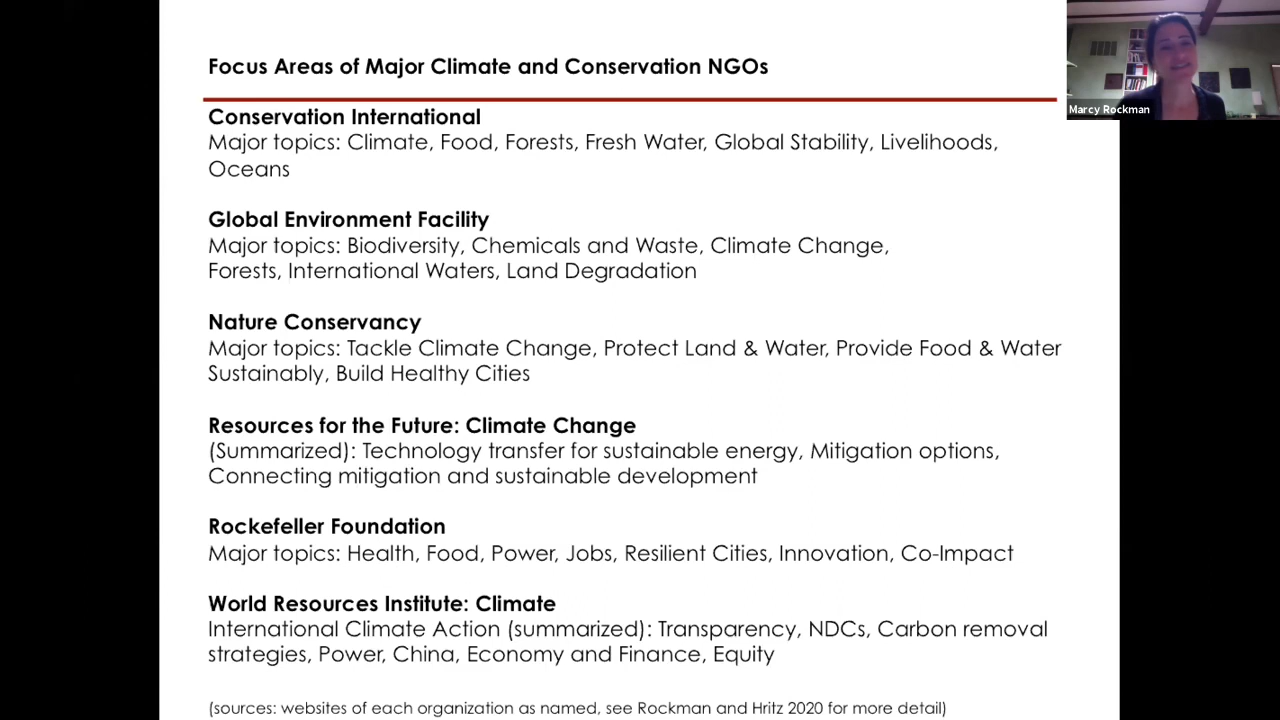 Focus Areas of Major Climate and Conservation NGOs
Marcy Rockman
Conservation International
Major topics: Climate, Food, Forests, Fresh Water, Global Stability, Livelihoods,
Oceans
Global Environment Facility
Major topics: Biodiversity, Chemicals and Waste, Climate Change,
Forests, International Waters, Land Degradation
Nature Conservancy
Major topics: Tackle Climate Change, Protect Land & Water, Provide Food & Water
Sustainably, Build Healthy Cities
Resources for the Future: Climate Change
(Summarized): Technology transfer for sustainable energy, Mitigation options,
Connecting mitigation and sustainable development
Rockefeller Foundation
Major topics: Health, Food, Power, Jobs, Resilient Cities, Innovation, Co-Impact
World Resources Institute: Climate
International Climate Action (summarized): Transparency, NDCs, Carbon removal
strategies, Power, China, Economy and Finance, Equity
(sources: websites of each organization as named, see Rockman and Hritz 2020 for more detail)